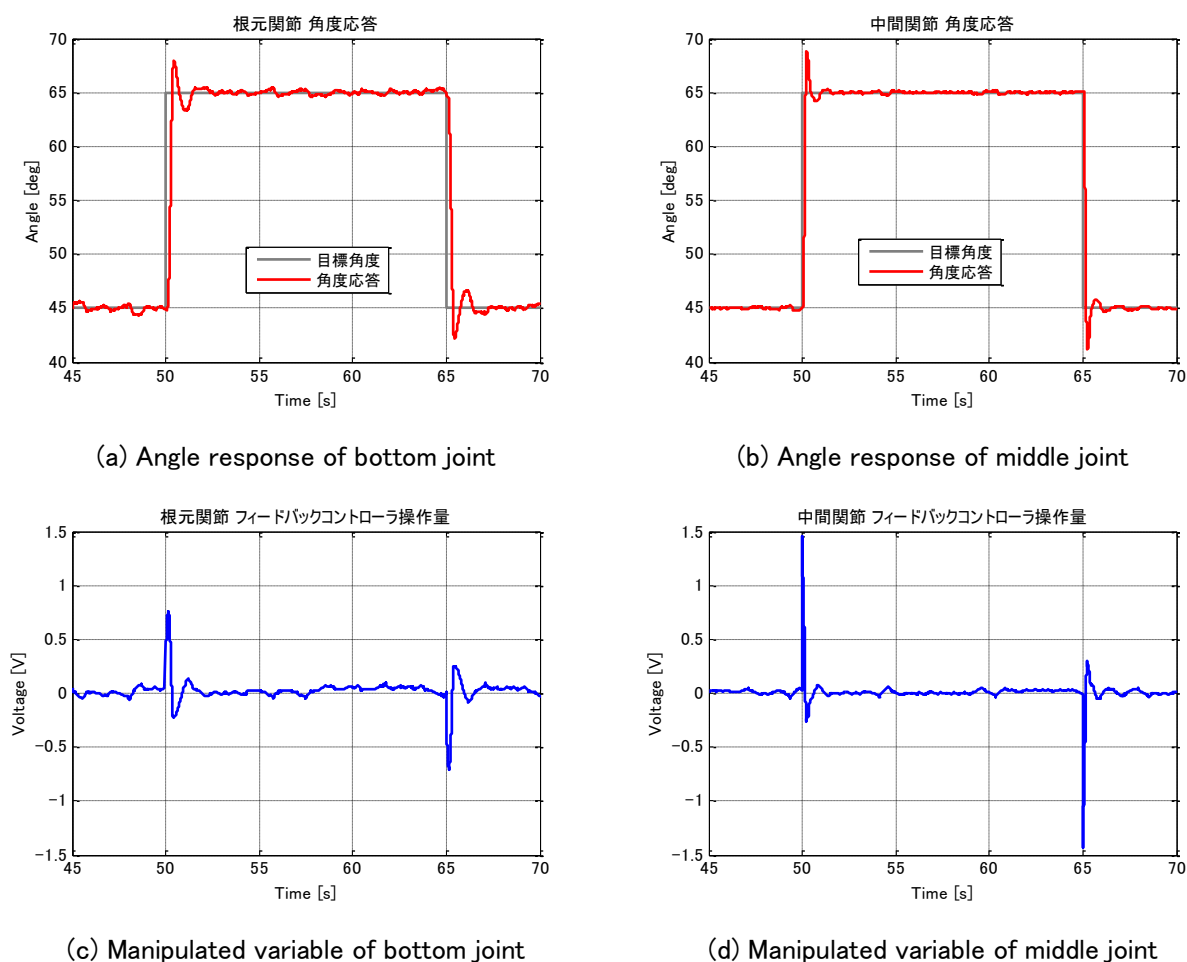 根元関節 角度応答
70
65
60
55
50
45
40
Angle [deg]
目標角度
角度応答
45 50 55 60 65 70
Time [s]
(a) Angle response of bottom joint
中間関節 角度応答
70
65
60
55
50
45
40
Angle [deg]
目標角度
角度応答
45 50 55 60 65 70
Time [s]
(b) Angle response of middle joint
根元関節 フィードバックコントローラ操作量
1.5
1
0.5
0
−0.5
−1
−1.5
Voltage [V]
45 50 55 60 65 70
Time [s]
(c) Manipulated variable of bottom joint
中間関節 フィードバックコントローラ操作量
1.5
1
0.5
0
−0.5
−1
−1.5
Voltage [V]
45 50 55 60 65 70
Time [s]
(d) Manipulated variable of middle joint